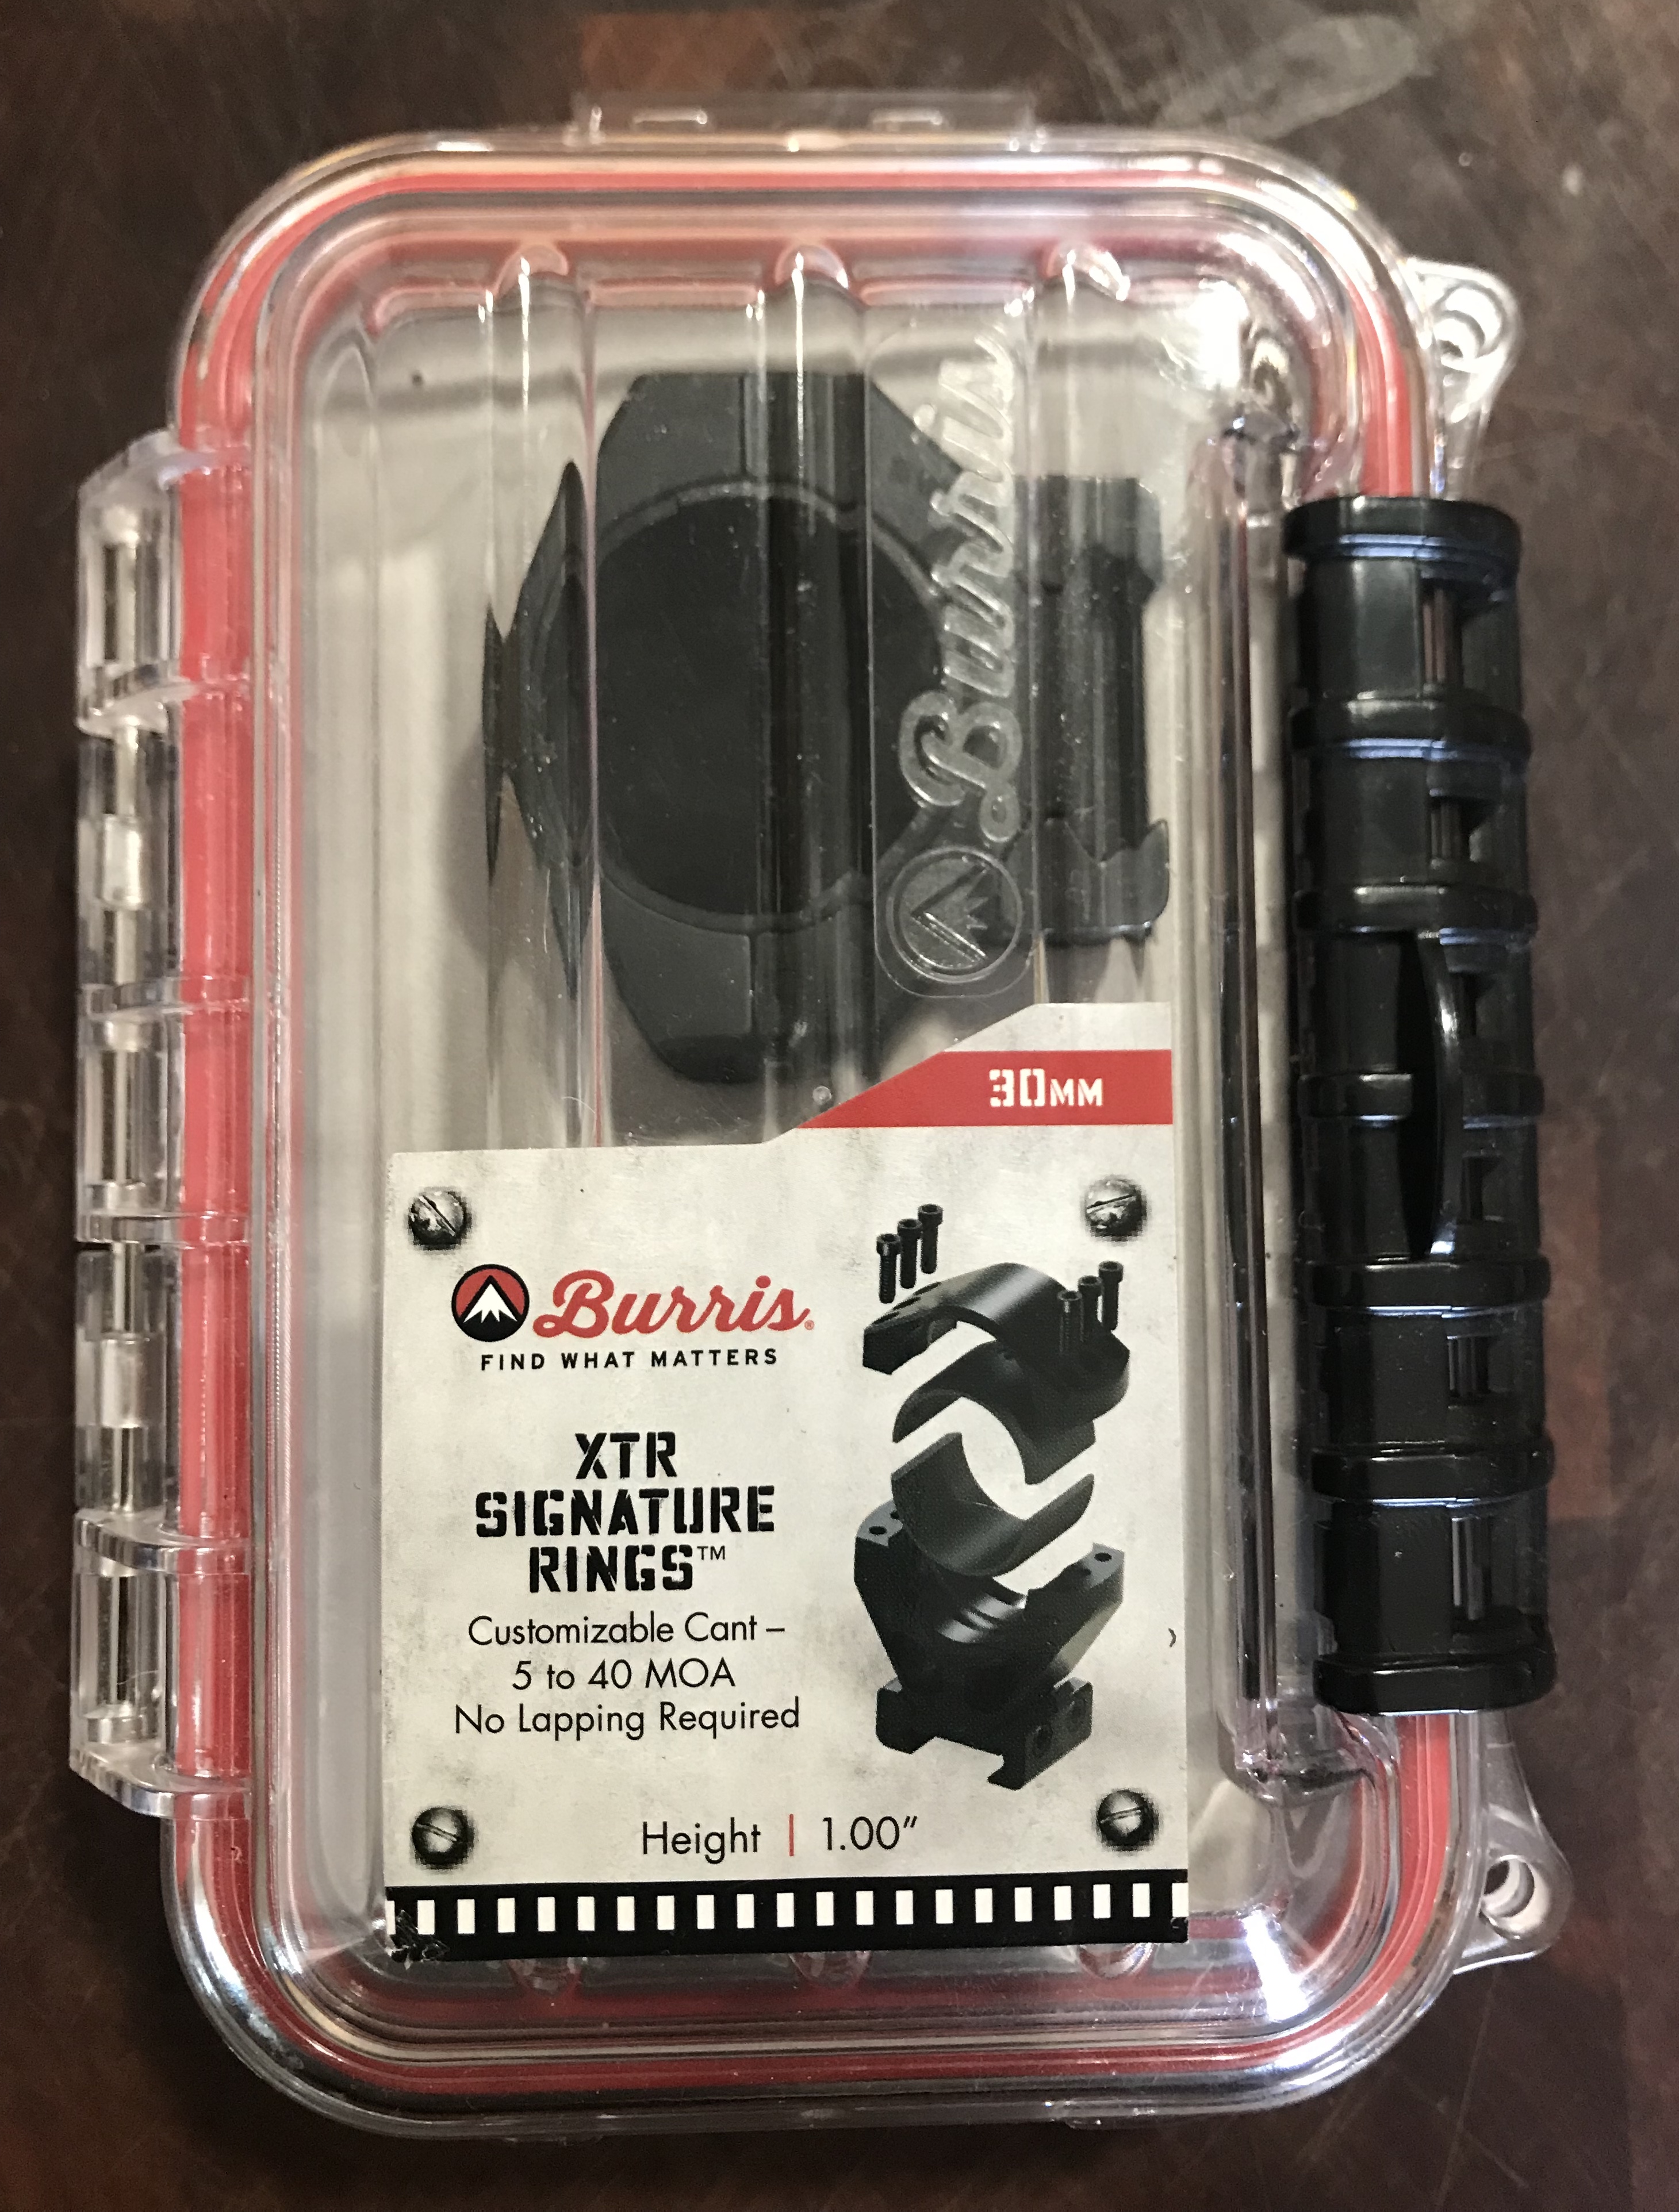 Burris
30MM
Burris®
FIND WHAT MATTERS
XTR
SIGNATURE
RINGS™
Customizable Cant –
5 to 40 MOA
No Lapping Required
Height | 1.00”